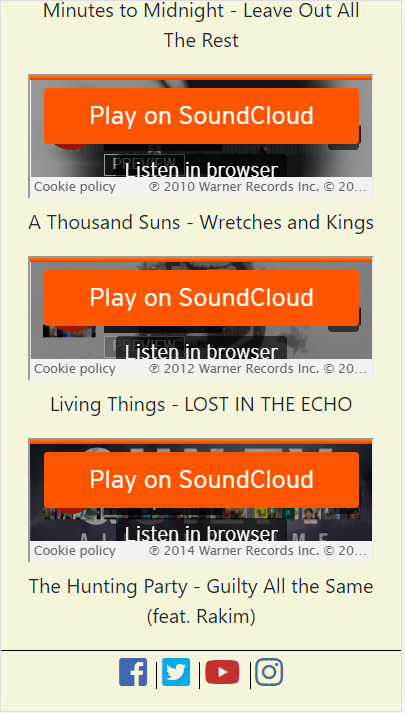 Minutes to Midnight - Leave Out All
The Rest
Play on SoundCloud
PREVIEW
Listen in browser
Cookie policy ℗ 2010 Warner Records Inc. © 20...
A Thousand Suns - Wretches and Kings
Play on SoundCloud
Listen in browser
Cookie policy ℗ 2012 Warner Records Inc. © 20...
Living Things - LOST IN THE ECHO
Play on SoundCloud
Listen in browser
Cookie policy ℗ 2014 Warner Records Inc. © 20...
The Hunting Party - Guilty All the Same
(feat. Rakim)